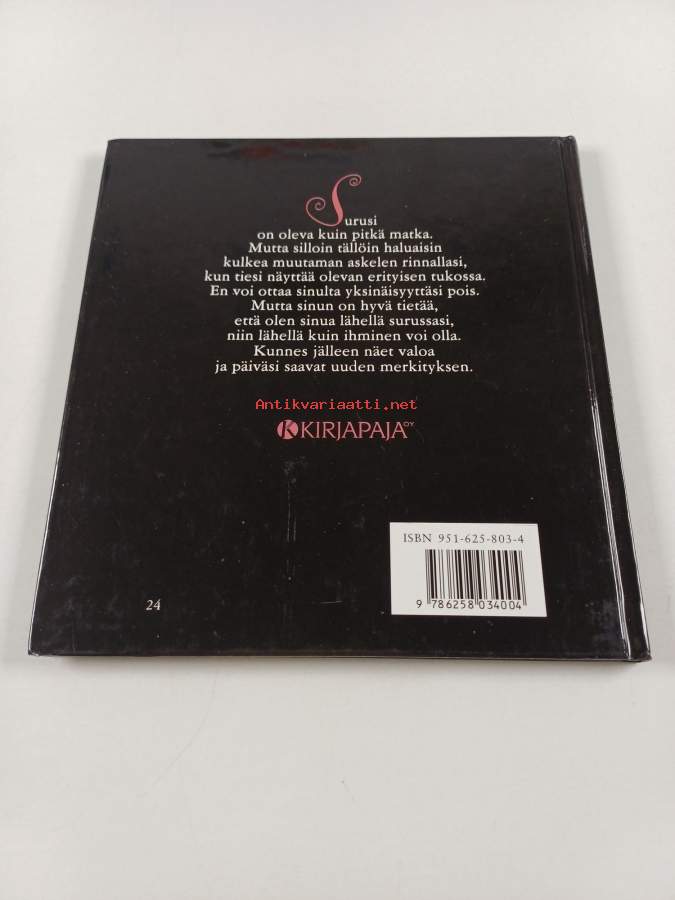 Surusi
on oleva kuin pitkä matka.
Mutta silloin tällöin haluaisin
kulkea muutaman askelen rinnallasi,
kun tiesi näyttää olevan erityisen tukossa.
En voi ottaa sinulta yksinäisyyttäsi pois.
Mutta sinun on hyvä tietää,
että olen sinua lähellä surussasi,
niin lähellä kuin ihminen voi olla.
Kunnes jälleen näet valoa
ja päiväsi saavat uuden merkityksen.
Antikvariaatti.net
KIRJAPAJA OY
ISBN 951-625-803-4
9 786258 034004
24